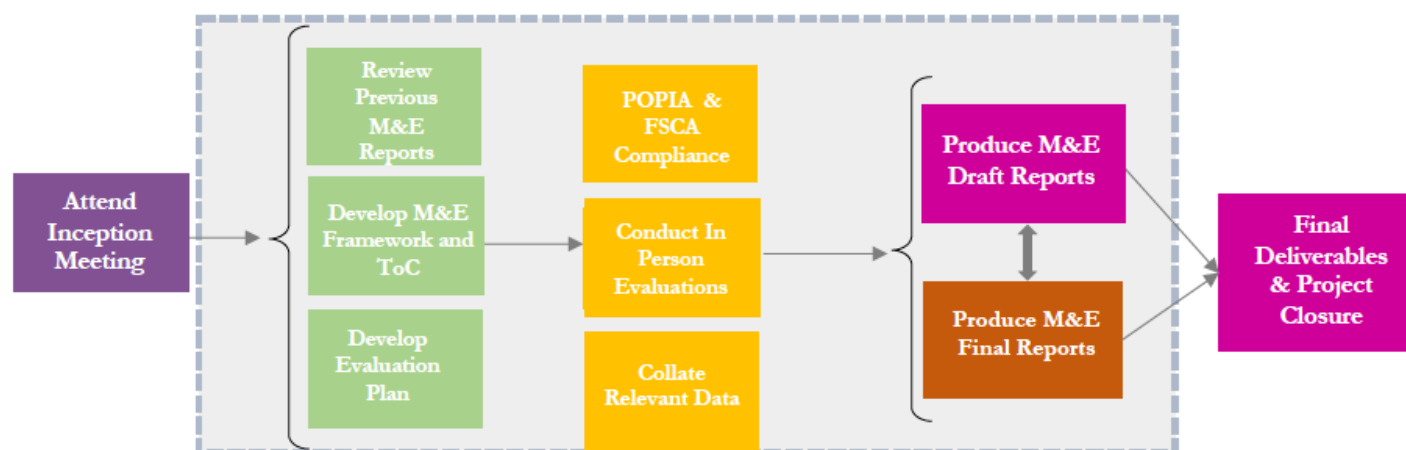 Attend
Inception
Meeting
Review
Previous
M&E
Reports
Develop M&E
Framework and
ToC
Develop
Evaluation
Plan
POPIA & 
FSCA
Compliance
Conduct In
Person
Evaluations
Collate
Relevant Data
Produce M&E
Draft Reports
Produce M&E
Final Reports
Final
Deliverables
& Project
Closure